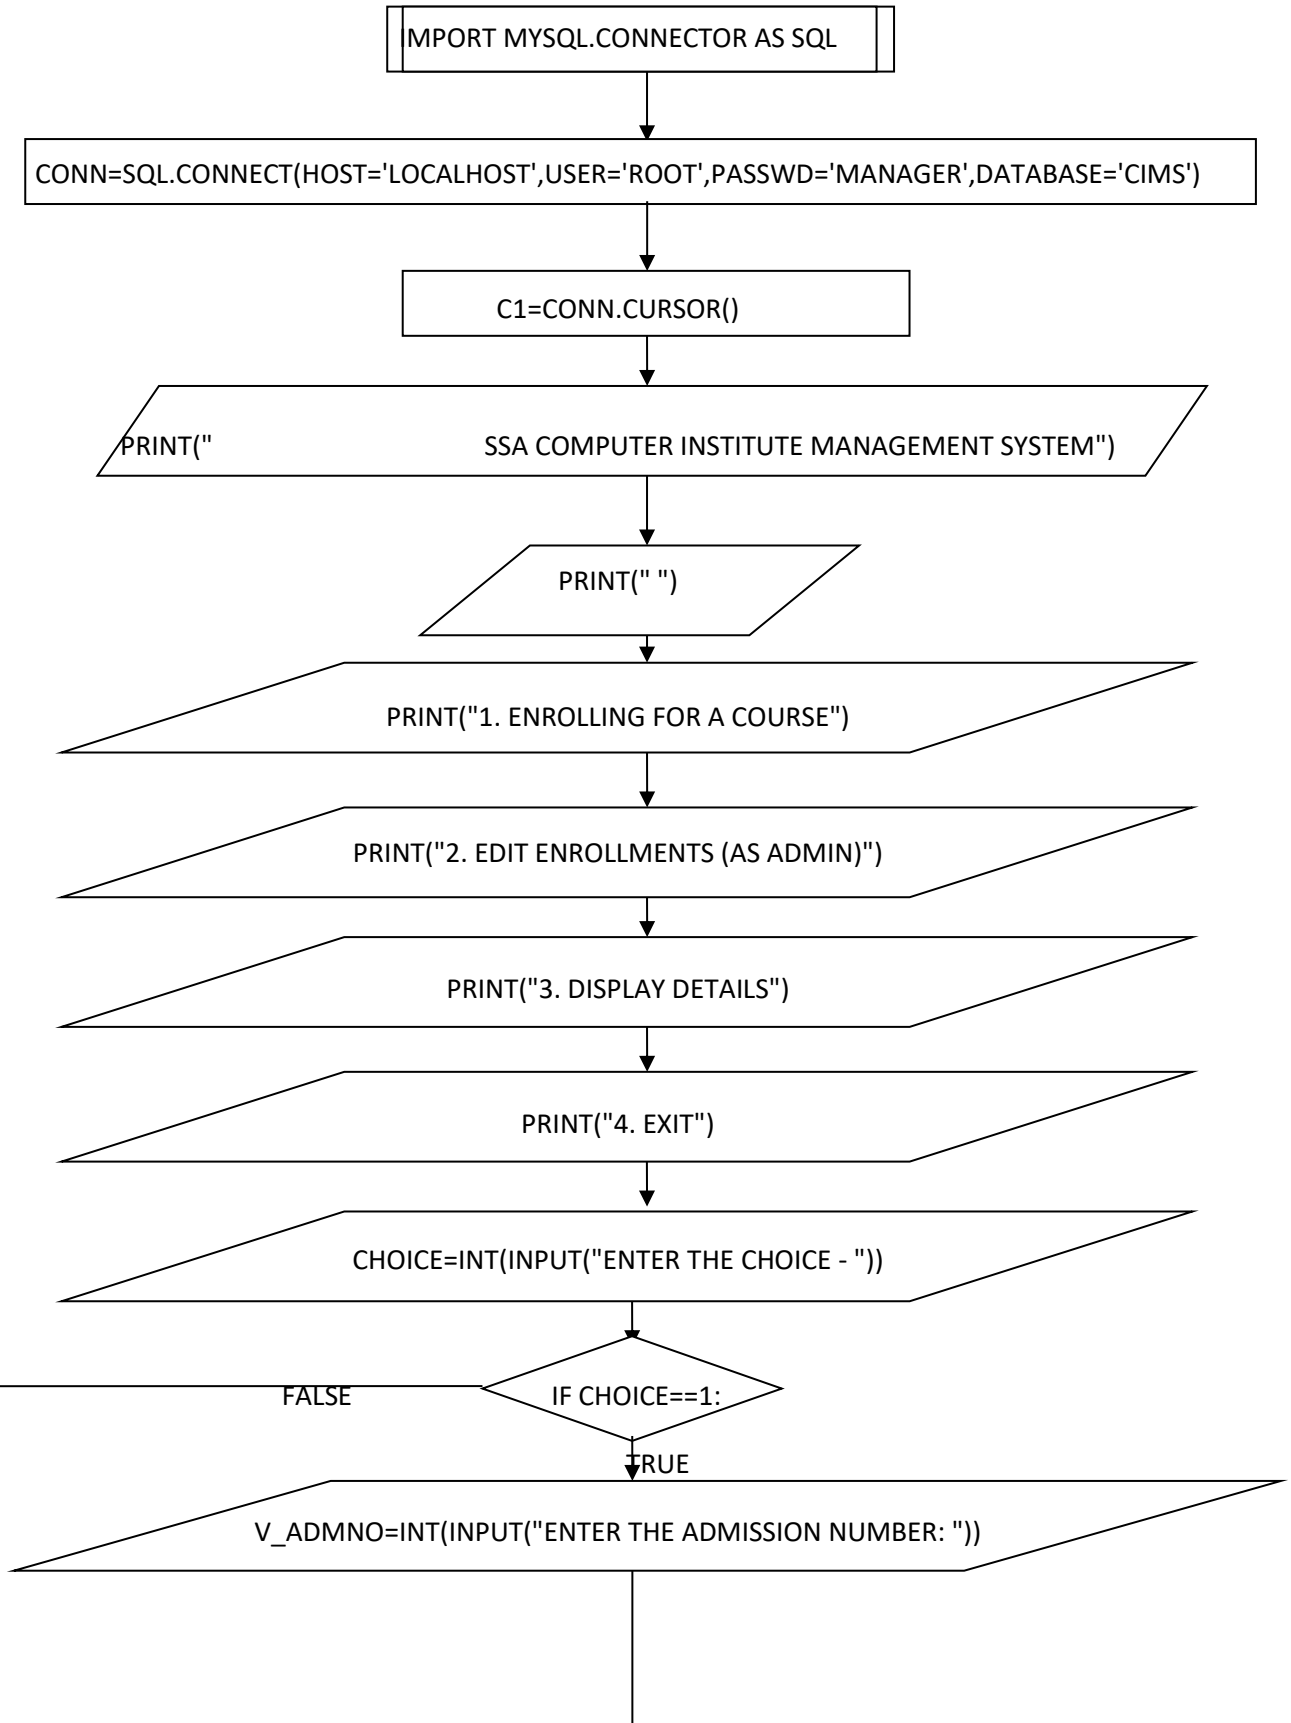 IMPORT MYSQL.CONNECTOR AS SQL
CONN=SQL.CONNECT(HOST='LOCALHOST',USER='ROOT',PASSWD='MANAGER',DATABASE='CIMS')
C1=CONN.CURSOR()
PRINT("                                   SSA COMPUTER INSTITUTE MANAGEMENT SYSTEM")
PRINT(" ")
PRINT("1. ENROLLING FOR A COURSE")
PRINT("2. EDIT ENROLLMENTS (AS ADMIN)")
PRINT("3. DISPLAY DETAILS")
PRINT("4. EXIT")
CHOICE=INT(INPUT("ENTER THE CHOICE - "))
FALSE IF CHOICE==1:
TRUE
V_ADMNO=INT(INPUT("ENTER THE ADMISSION NUMBER: "))